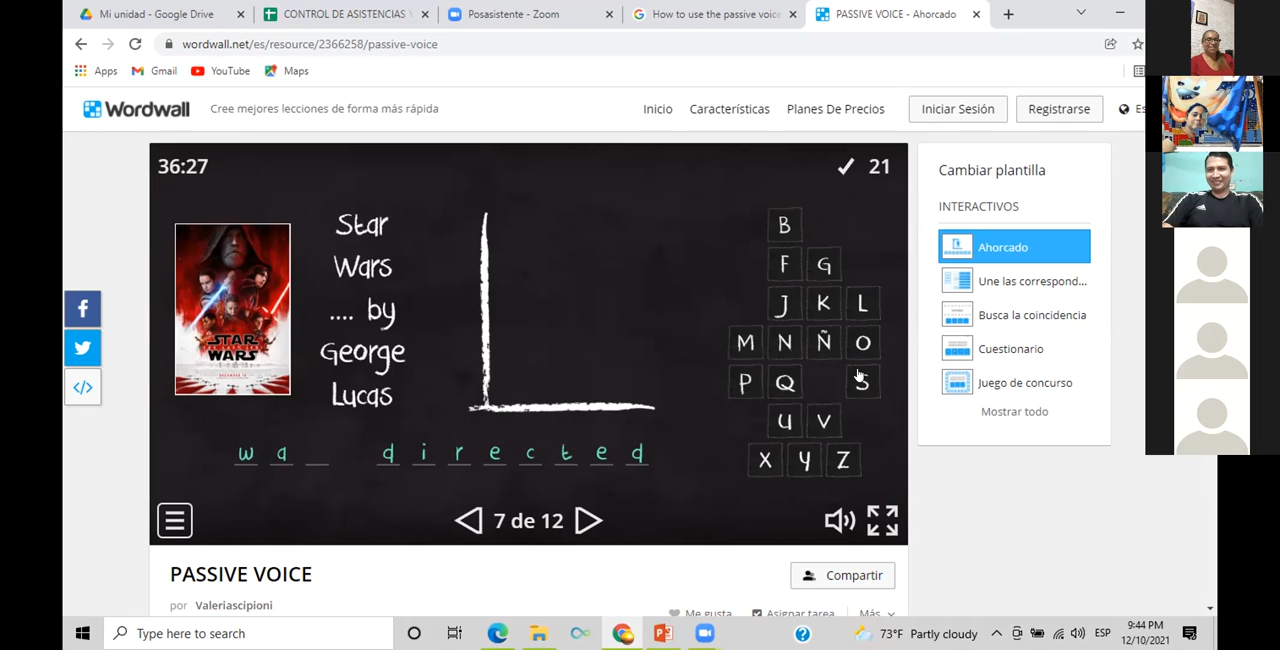 Mi unidad - Google Drive
CONTROL DE ASISTENCIAS Y
Posasistente - Zoom
How to use the passive voice
PASSIVE VOICE - Ahorcado
wordwall.net/es/resource/2366258/passive-voice
Apps
Gmail
YouTube
Maps
Wordwall
Cree mejores lecciones de forma más rápida
Inicio
Características
Planes De Precios
Iniciar Sesión
Registrarse
Es
36:27
21
STAR
WARS
Star
Wars
.... by
George
Lucas
B
F G
J K L
M N Ñ O
P Q S
U V
X Y Z
w a _ d i r e c t e d
7 de 12
Cambiar plantilla
INTERACTIVOS
Ahorcado
Une las correspond...
Busca la coincidencia
Cuestionario
Juego de concurso
Mostrar todo
PASSIVE VOICE
Compartir
por Valeriascipioni
Me gusta
Asignar tarea
Más
Type here to search
73°F Partly cloudy
ESP
9:44 PM
12/10/2021